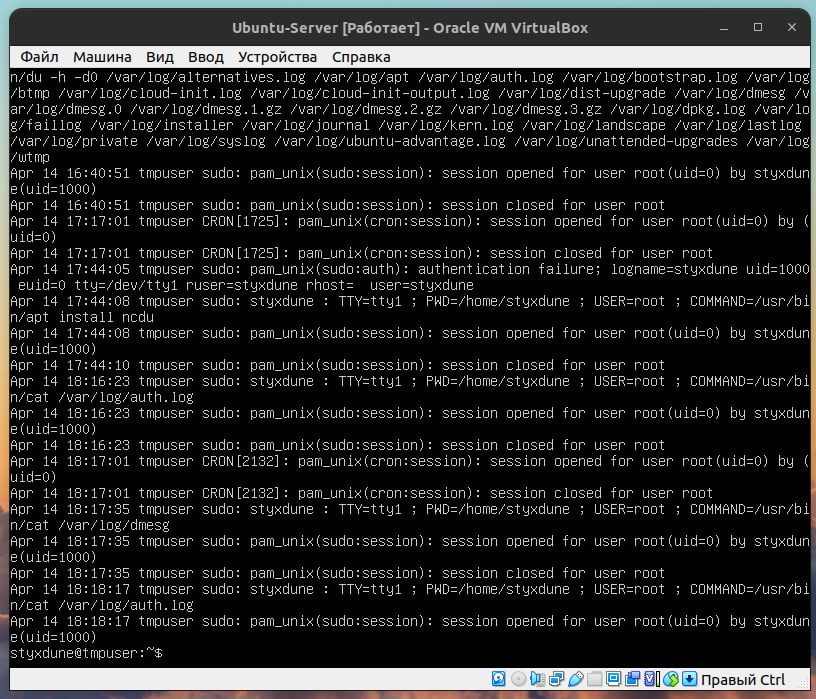 Ubuntu-Server [Работает] - Oracle VM VirtualBox
Файл Машина Вид Ввод Устройства Справка
n/du -h -d0 /var/log/alternatives.log /var/log/apt /var/log/auth.log /var/log/bootstrap.log /var/log
/btmp /var/log/cloud-init.log /var/log/cloud-init-output.log /var/log/dist-upgrade /var/log/dmesg /v
ar/log/dmesg.0 /var/log/dmesg.1.gz /var/log/dmesg.2.gz /var/log/dmesg.3.gz /var/log/dpkg.log /var/lo
g/faillog /var/log/installer /var/log/journal /var/log/kern.log /var/log/landscape /var/log/lastlog
/var/log/private /var/log/syslog /var/log/ubuntu-advantage.log /var/log/unattended-upgrades /var/log
/wtmp
Apr 14 16:40:51 tmpuser sudo: pam_unix(sudo:session): session opened for user root(uid=0) by styxdun
e(uid=1000)
Apr 14 16:40:51 tmpuser sudo: pam_unix(sudo:session): session closed for user root
Apr 14 17:17:01 tmpuser CRON[1725]: pam_unix(cron:session): session opened for user root(uid=0) by (
uid=0)
Apr 14 17:17:01 tmpuser CRON[1725]: pam_unix(cron:session): session closed for user root
Apr 14 17:44:05 tmpuser sudo: pam_unix(sudo:auth): authentication failure; logname=styxdune uid=1000
 euid=0 tty=/dev/tty1 ruser=styxdune rhost=  user=styxdune
Apr 14 17:44:08 tmpuser sudo: styxdune : TTY=tty1 ; PWD=/home/styxdune ; USER=root ; COMMAND=/usr/bi
n/apt install ncdu
Apr 14 17:44:08 tmpuser sudo: pam_unix(sudo:session): session opened for user root(uid=0) by styxdun
e(uid=1000)
Apr 14 17:44:10 tmpuser sudo: pam_unix(sudo:session): session closed for user root
Apr 14 18:16:23 tmpuser sudo: styxdune : TTY=tty1 ; PWD=/home/styxdune ; USER=root ; COMMAND=/usr/bi
n/cat /var/log/auth.log
Apr 14 18:16:23 tmpuser sudo: pam_unix(sudo:session): session opened for user root(uid=0) by styxdun
e(uid=1000)
Apr 14 18:16:23 tmpuser sudo: pam_unix(sudo:session): session closed for user root
Apr 14 18:17:01 tmpuser CRON[2132]: pam_unix(cron:session): session opened for user root(uid=0) by (
uid=0)
Apr 14 18:17:01 tmpuser CRON[2132]: pam_unix(cron:session): session closed for user root
Apr 14 18:17:35 tmpuser sudo: styxdune : TTY=tty1 ; PWD=/home/styxdune ; USER=root ; COMMAND=/usr/bi
n/cat /var/log/dmesg
Apr 14 18:17:35 tmpuser sudo: pam_unix(sudo:session): session opened for user root(uid=0) by styxdun
e(uid=1000)
Apr 14 18:17:35 tmpuser sudo: pam_unix(sudo:session): session closed for user root
Apr 14 18:18:17 tmpuser sudo: styxdune : TTY=tty1 ; PWD=/home/styxdune ; USER=root ; COMMAND=/usr/bi
n/cat /var/log/auth.log
Apr 14 18:18:17 tmpuser sudo: pam_unix(sudo:session): session opened for user root(uid=0) by styxdun
e(uid=1000)
styxdune@tmpuser:~$
Правый Ctrl